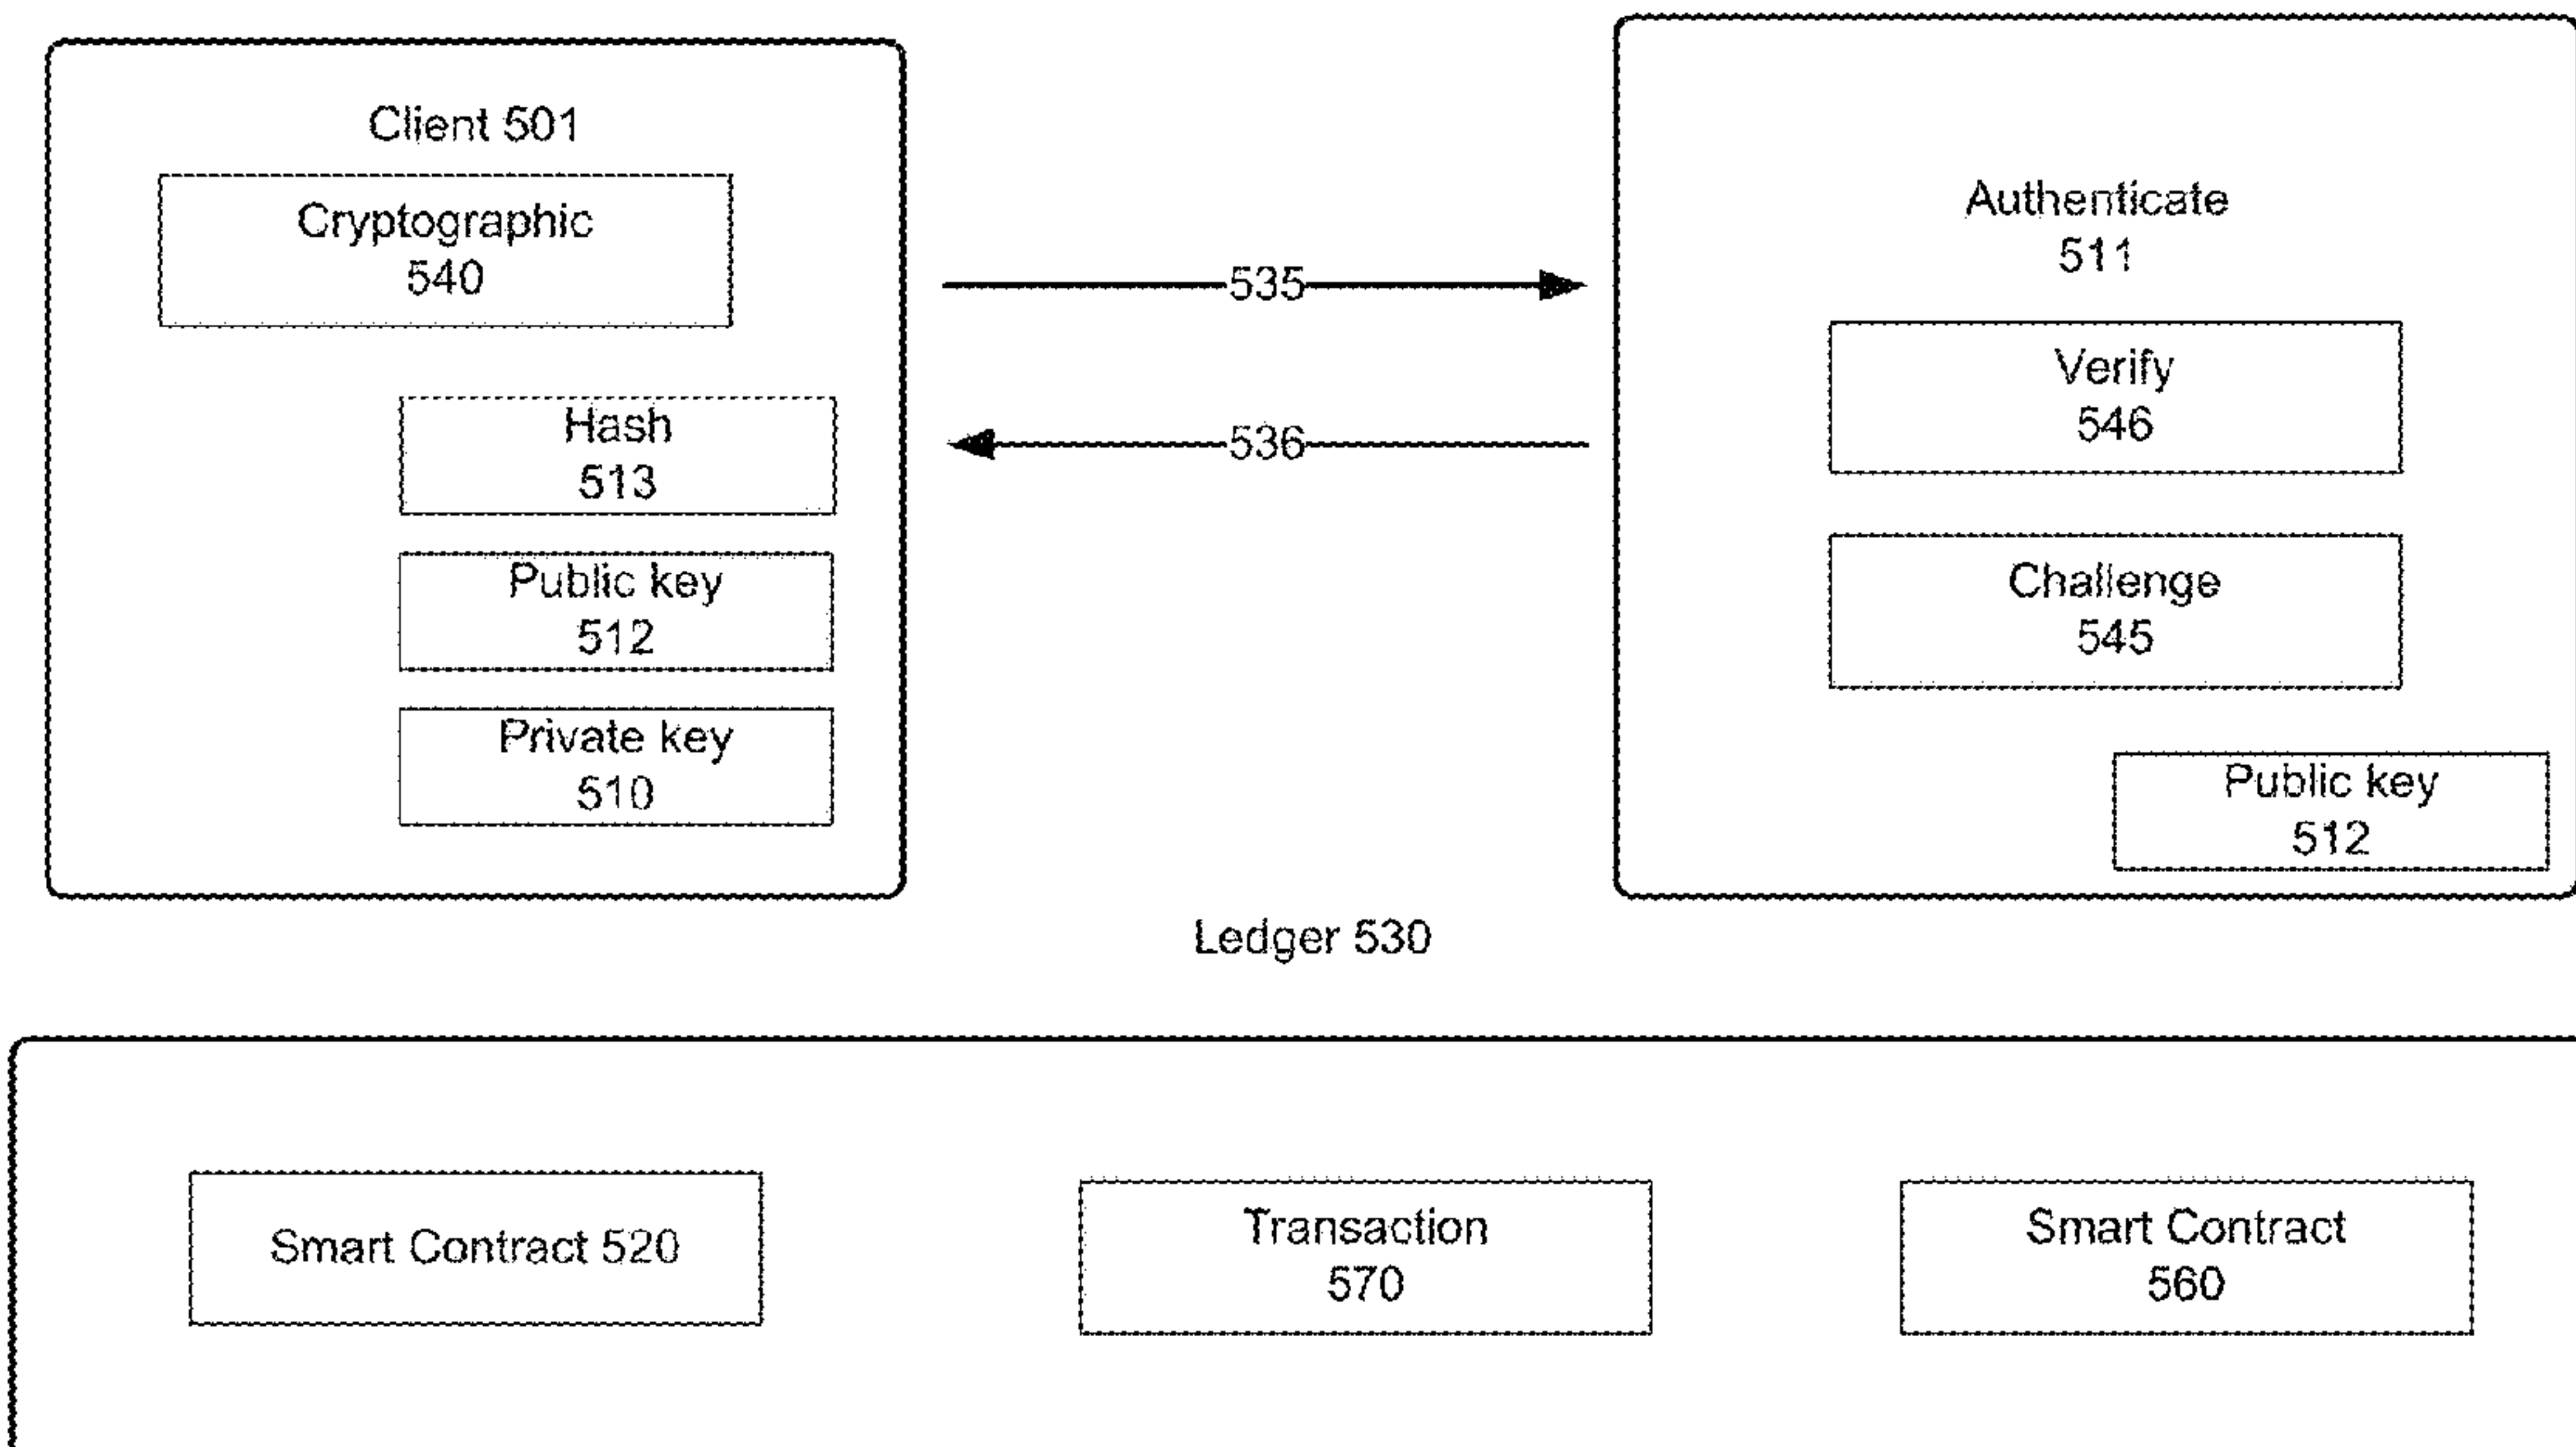 Client 501
Cryptographic
540
Hash
513
Public key
512
Private key
510
535
536
Authenticate
511
Verify
546
Challenge
545
Public key
512
Ledger 530
Smart Contract 520
Transaction
570
Smart Contract
560